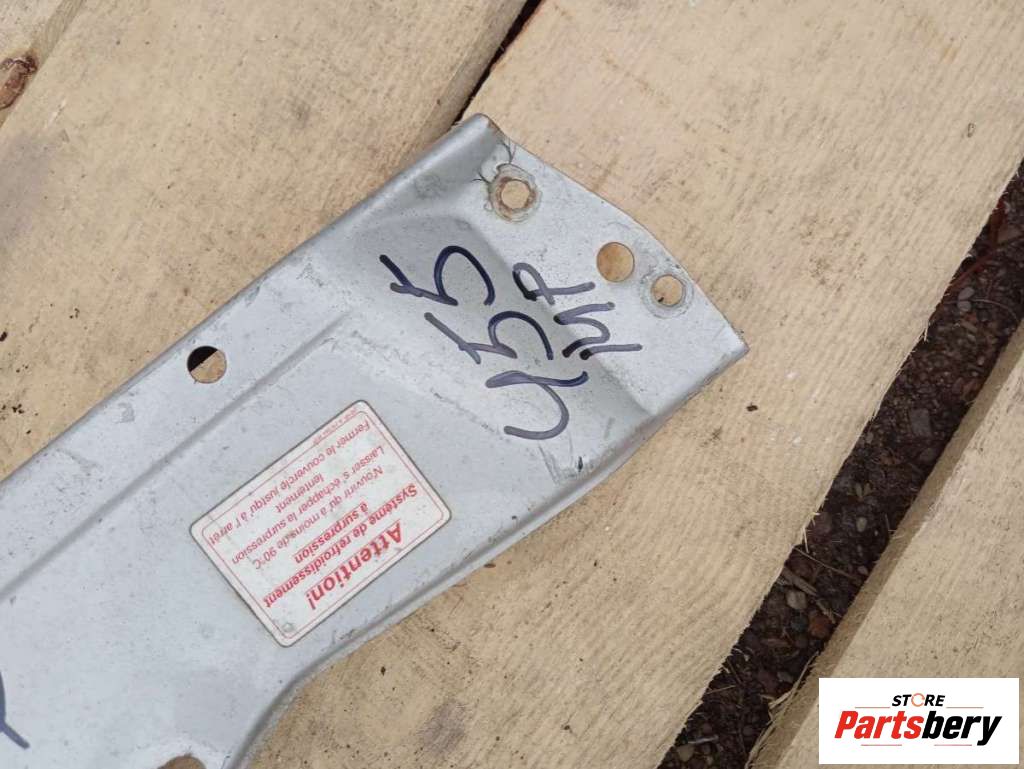 Attention!
Système de refroidissement
à surpression
N'ouvrir qu'à moins de 90°C
Laisser s'échapper la surpression
lentement
Fermer le couvercle jusqu'à l'arrêt
STORE
Partsbery